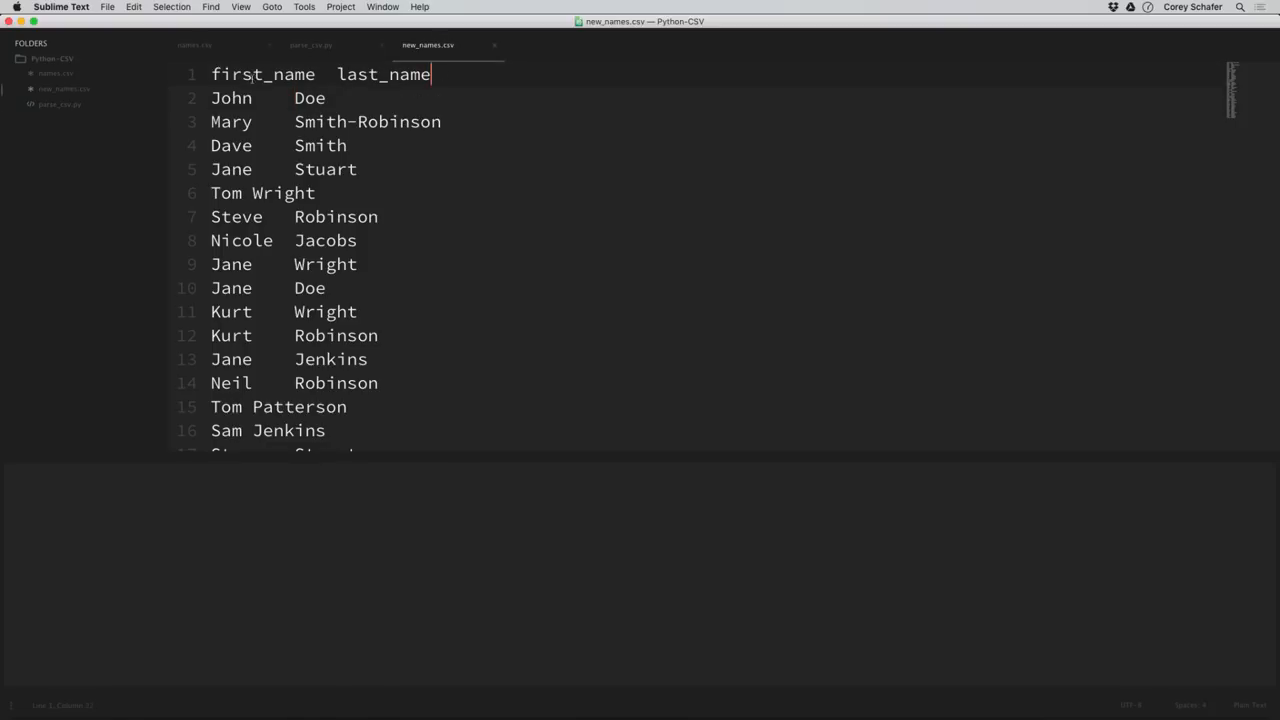 Sublime Text File Edit Selection Find View Goto Tools Project Window Help Corey Schafer
new_names.csv — Python-CSV
FOLDERS
Python-CSV
names.csv
new_names.csv
parse_csv.py
names.csv parse_csv.py new_names.csv
1 first_name last_name
2 John Doe
3 Mary Smith-Robinson
4 Dave Smith
5 Jane Stuart
6 Tom Wright
7 Steve Robinson
8 Nicole Jacobs
9 Jane Wright
10 Jane Doe
11 Kurt Wright
12 Kurt Robinson
13 Jane Jenkins
14 Neil Robinson
15 Tom Patterson
16 Sam Jenkins
Line 1, Column UTF-8 Spaces: 4 Plain Text